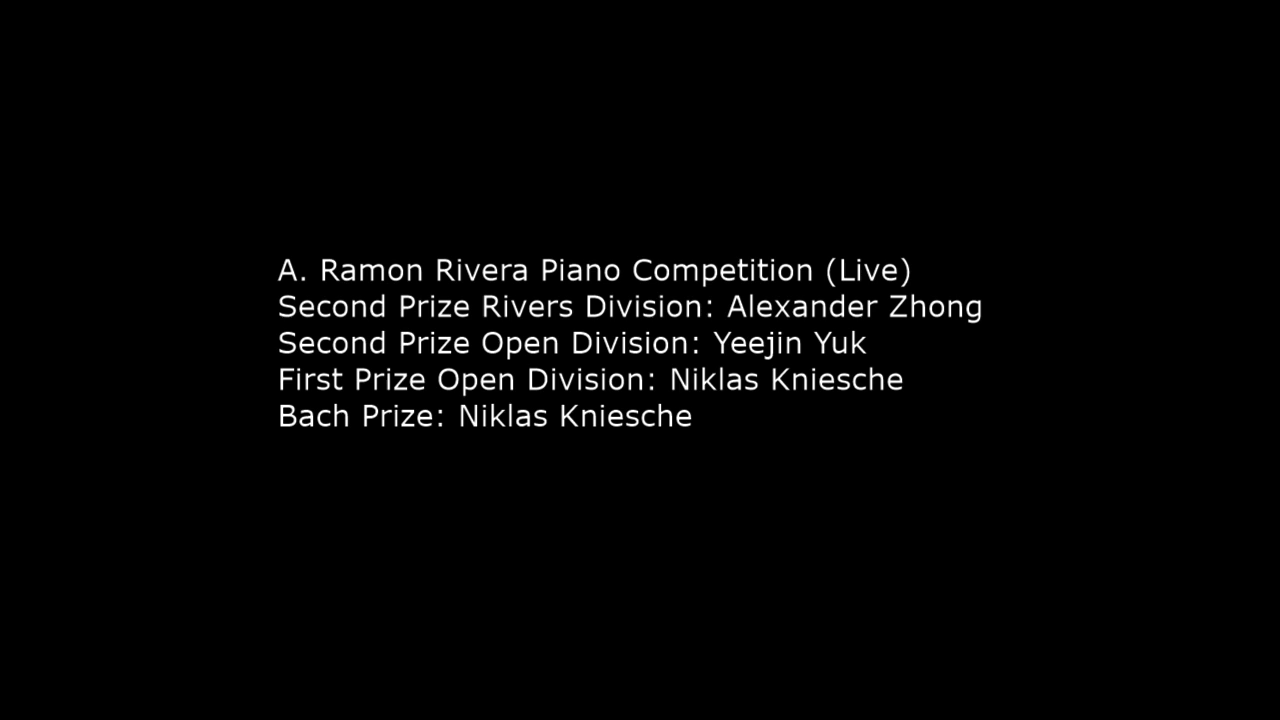 A. Ramon Rivera Piano Competition (Live)
Second Prize Rivers Division: Alexander Zhong
Second Prize Open Division: Yeejin Yuk
First Prize Open Division: Niklas Kniesche
Bach Prize: Niklas Kniesche